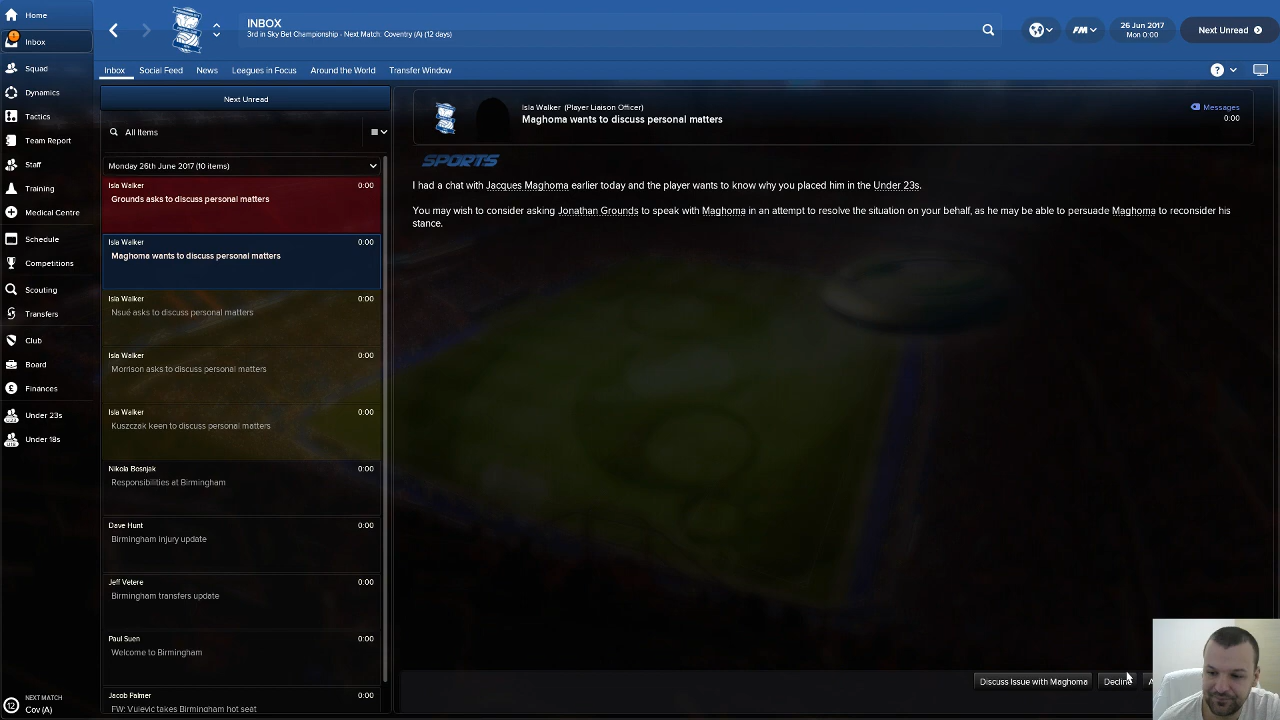 Home
Inbox
Squad
Dynamics
Tactics
Team Report
Staff
Training
Medical Centre
Schedule
Competitions
Scouting
Transfers
Club
Board
Finances
Under 23s
Under 18s
12
NEXT MATCH
Cov (A)
INBOX
3rd in Sky Bet Championship - Next Match: Coventry (A) (12 days)
FM
26 Jun 2017
Mon 0:00
Next Unread
Inbox
Social Feed
News
Leagues in Focus
Around the World
Transfer Window
?
Next Unread
All Items
Monday 26th June 2017 (10 items)
Isla Walker 0:00
Grounds asks to discuss personal matters
Isla Walker 0:00
Maghoma wants to discuss personal matters
Isla Walker 0:00
Nsué asks to discuss personal matters
Isla Walker 0:00
Morrison asks to discuss personal matters
Isla Walker 0:00
Kuszczak keen to discuss personal matters
Nikola Bosnjak 0:00
Responsibilities at Birmingham
Dave Hunt 0:00
Birmingham injury update
Jeff Vetere 0:00
Birmingham transfers update
Paul Suen 0:00
Welcome to Birmingham
Jacob Palmer 0:00
FW: Vujevic takes Birmingham hot seat
Isla Walker (Player Liaison Officer)
Maghoma wants to discuss personal matters
Messages
0:00
SPORTS
I had a chat with Jacques Maghoma earlier today and the player wants to know why you placed him in the Under 23s.
You may wish to consider asking Jonathan Grounds to speak with Maghoma in an attempt to resolve the situation on your behalf, as he may be able to persuade Maghoma to reconsider his
stance.
Discuss Issue with Maghoma
Decline